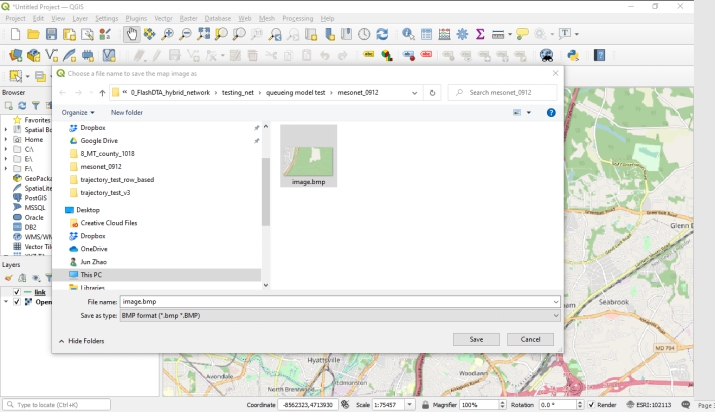 *Untitled Project — QGIS
Project Edit View Layer Settings Plugins Vector Raster Database Web Mesh Processing Help
Choose a file name to save the map image as
« 0_FlashDTA_hybrid_network > testing_net > queueing model test > mesonet_0912
Search mesonet_0912
Organize
New folder
Browser
Favorites
Spatial Bo
Home
C:\
E:\
F:\
GeoPacka
SpatiaLite
PostGIS
MSSQL
Oracle
DB2
WMS/WM
Vector Tile
Dropbox
Google Drive
8_MT_county_1018
mesonet_0912
trajectory_test_row_based
trajectory_test_v3
Desktop
Creative Cloud Files
Dropbox
OneDrive
Jun Zhao
This PC
Libraries
image.bmp
Layers
link
Open
File name: image.bmp
Save as type: BMP format (*.bmp *.BMP)
Hide Folders
Save
Cancel
Glenn
Seabrook
MD 704
Hyattsville
Woodlawn
Avondale
North Brentwood
Edmonston
Type to locate (Ctrl+K)
Coordinate -8562323,4713930
Scale 1:75457
Magnifier 100%
Rotation 0.0 °
Render
ESRI:102113